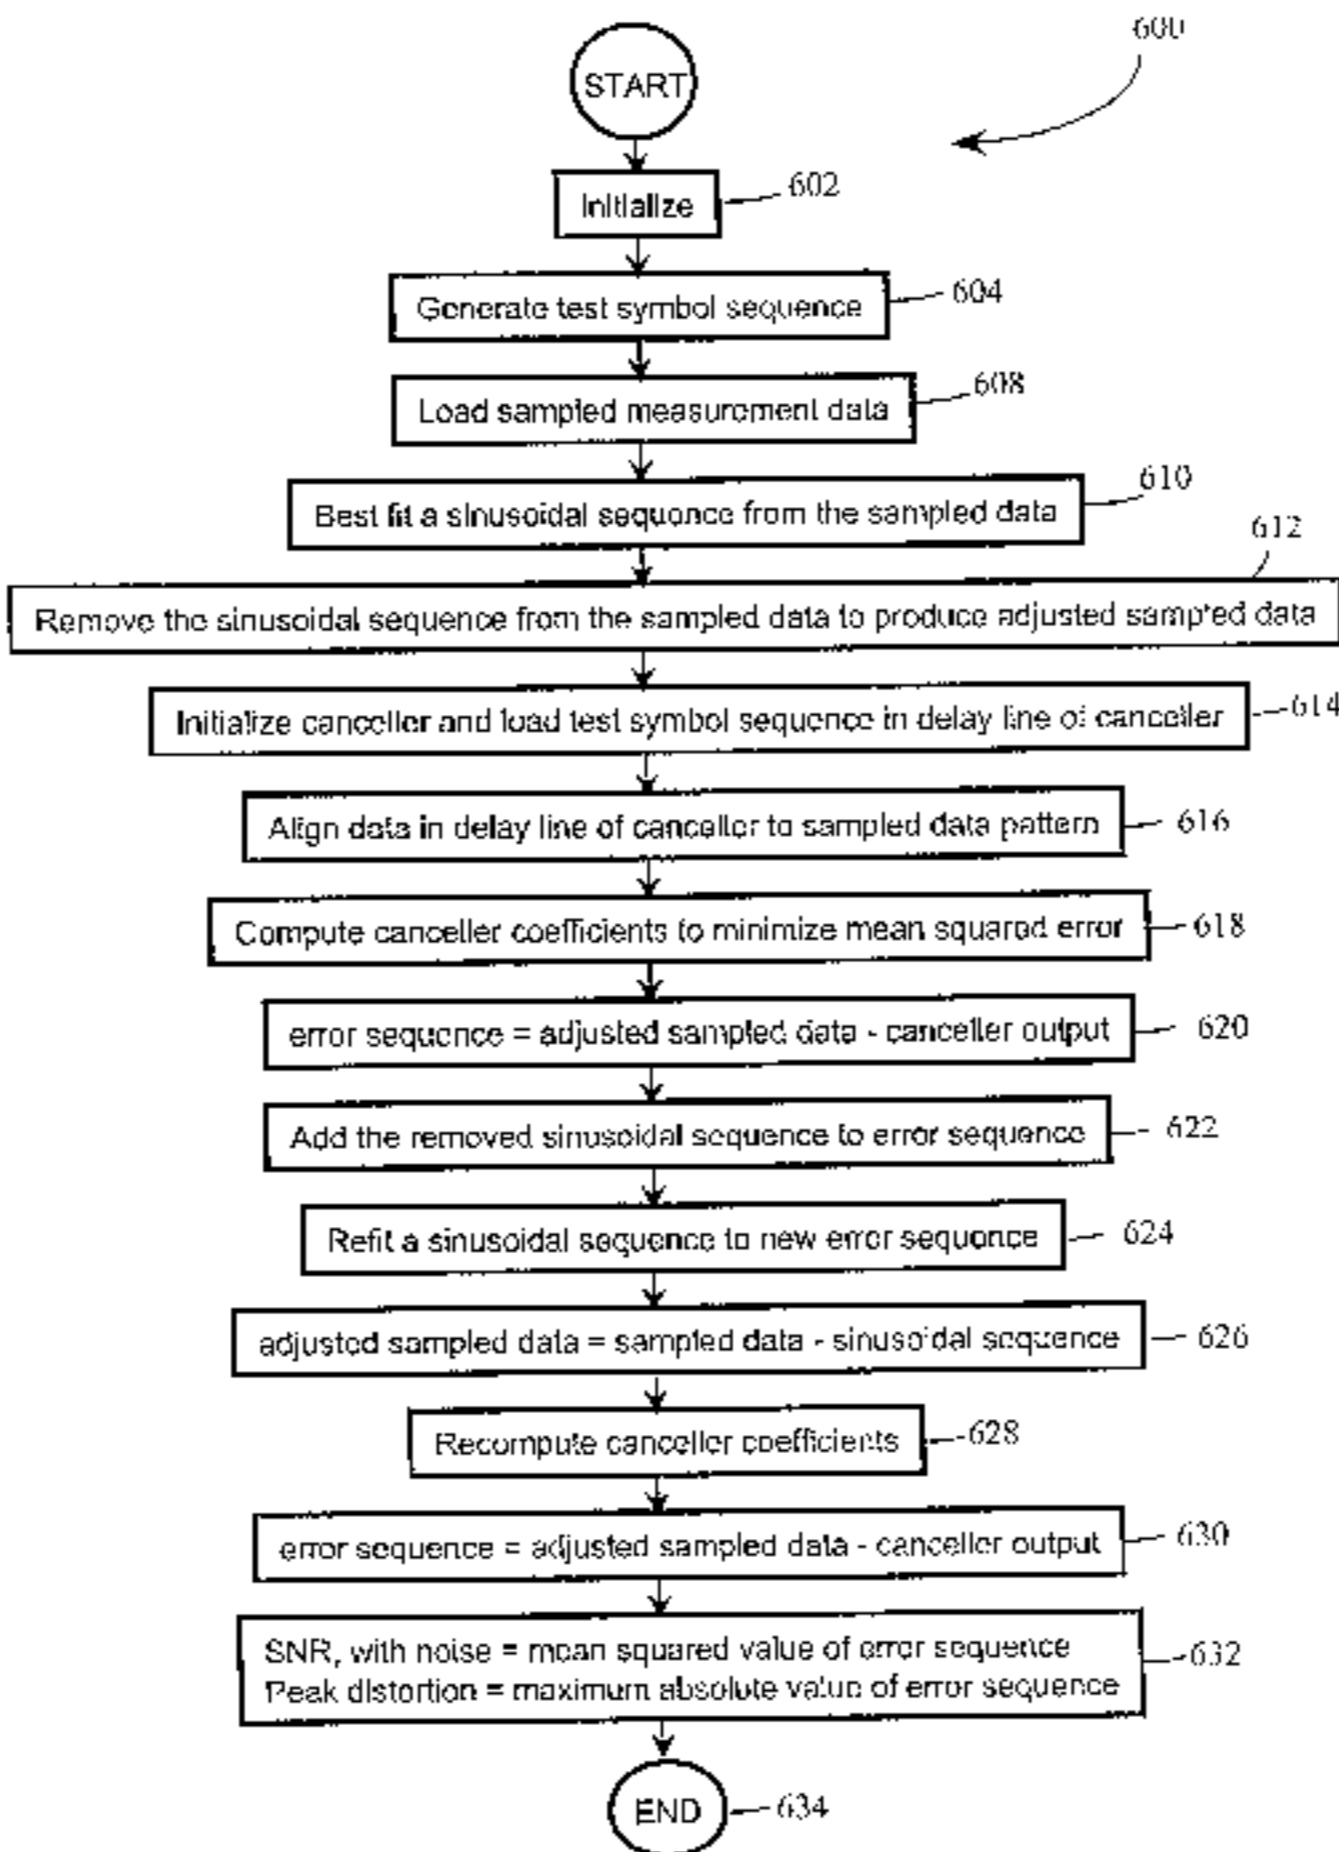 600
START
Initialize
602
Generate test symbol sequence
604
Load sampled measurement data
608
Best fit a sinusoidal sequence from the sampled data
610
612
Remove the sinusoidal sequence from the sampled data to produce adjusted sampled data
Initialize canceller and load test symbol sequence in delay line of canceller
614
Align data in delay line of canceller to sampled data pattern
616
Compute canceller coefficients to minimize mean squared error
618
error sequence = adjusted sampled data - canceller output
620
Add the removed sinusoidal sequence to error sequence
622
Refit a sinusoidal sequence to new error sequence
624
adjusted sampled data = sampled data - sinusoidal sequence
626
Recompute canceller coefficients
628
error sequence = adjusted sampled data - canceller output
630
SNR, with noise = mean squared value of error sequence
Peak distortion = maximum absolute value of error sequence
632
END
634